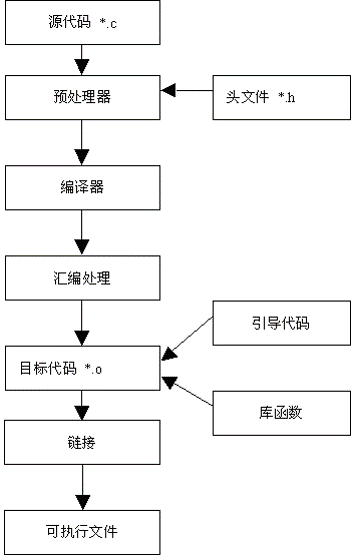 源代码 *.c
预处理器
头文件 *.h
编译器
汇编处理
引导代码
目标代码 *.o
库函数
链接
可执行文件